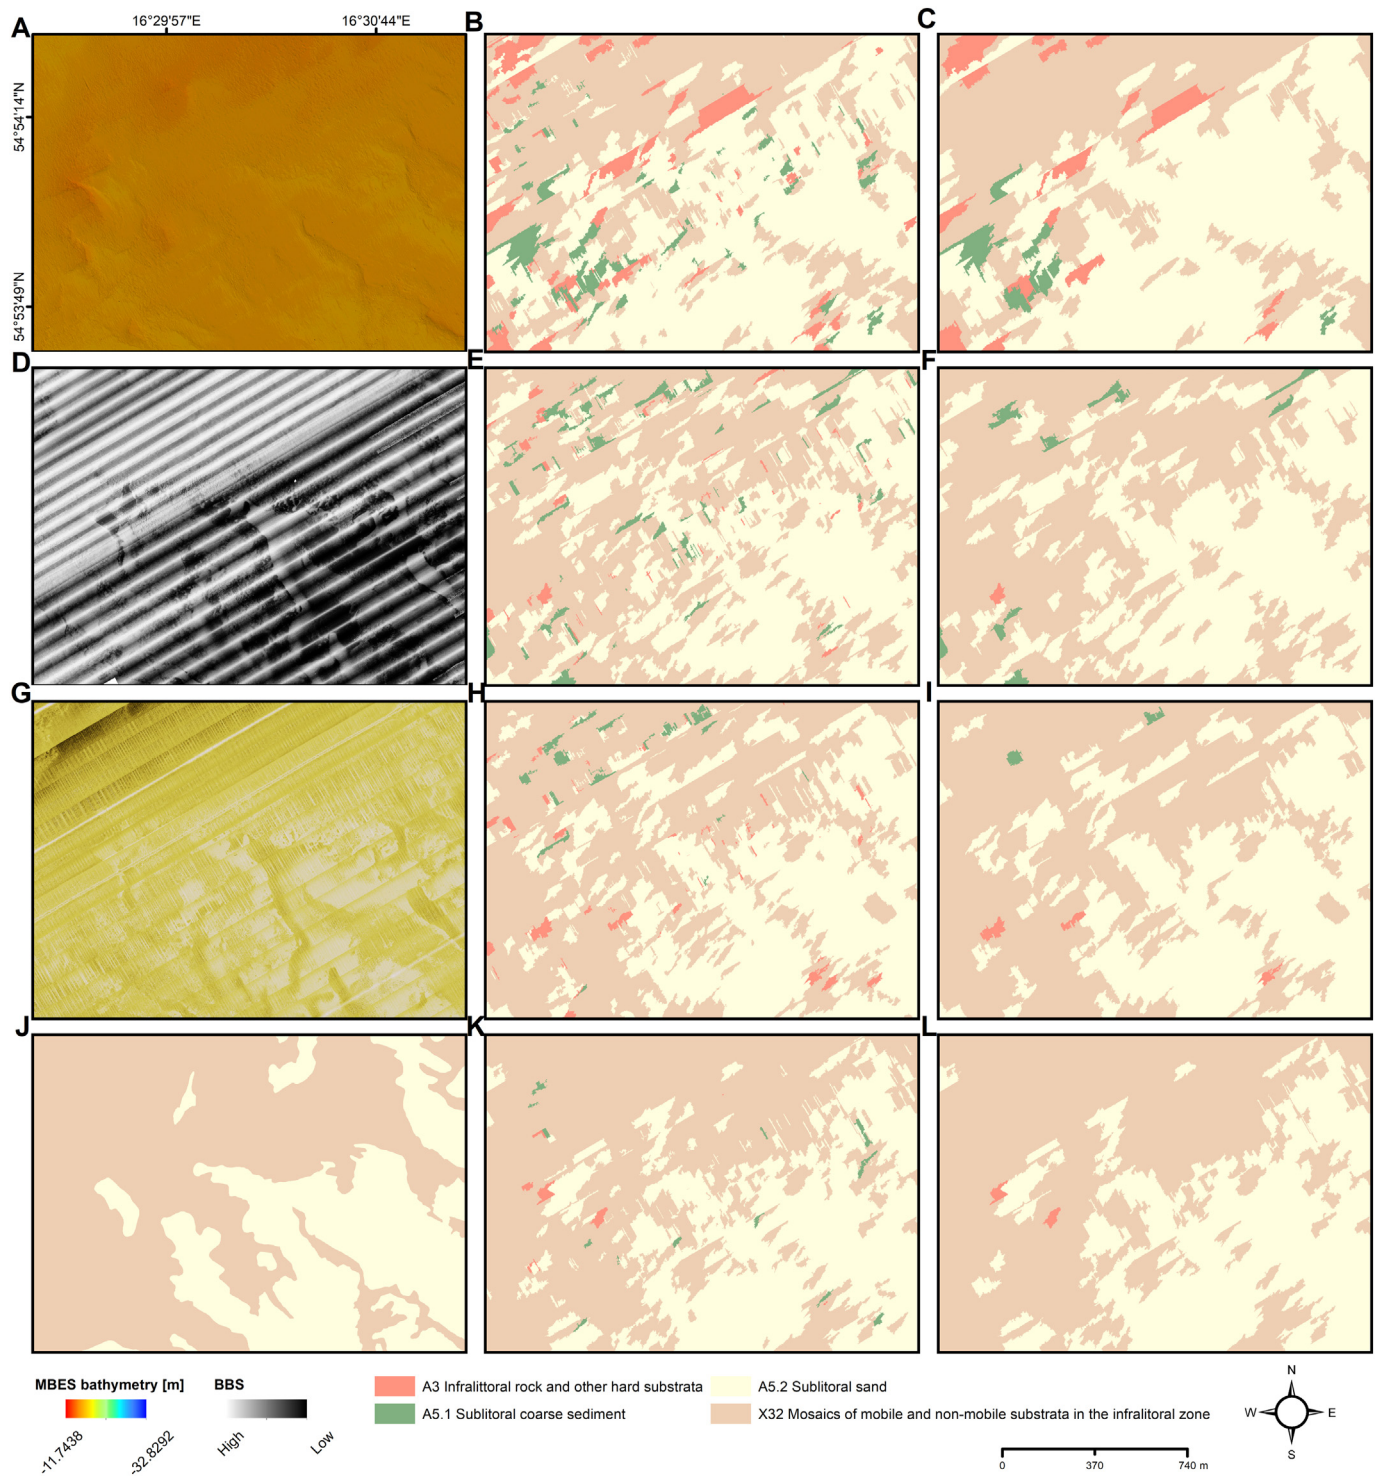 A
16°29'57"E
16°30'44"E
B
C
54°54'14"N
54°53'49"N
D
E
F
G
H
I
J
K
L
MBES bathymetry [m]
-11.7438
-32.8292
BBS
High
Low
A3 Infralittoral rock and other hard substrata
A5.2 Sublitoral sand
A5.1 Sublitoral coarse sediment
X32 Mosaics of mobile and non-mobile substrata in the infralitoral zone
N
W
E
S
0
370
740 m